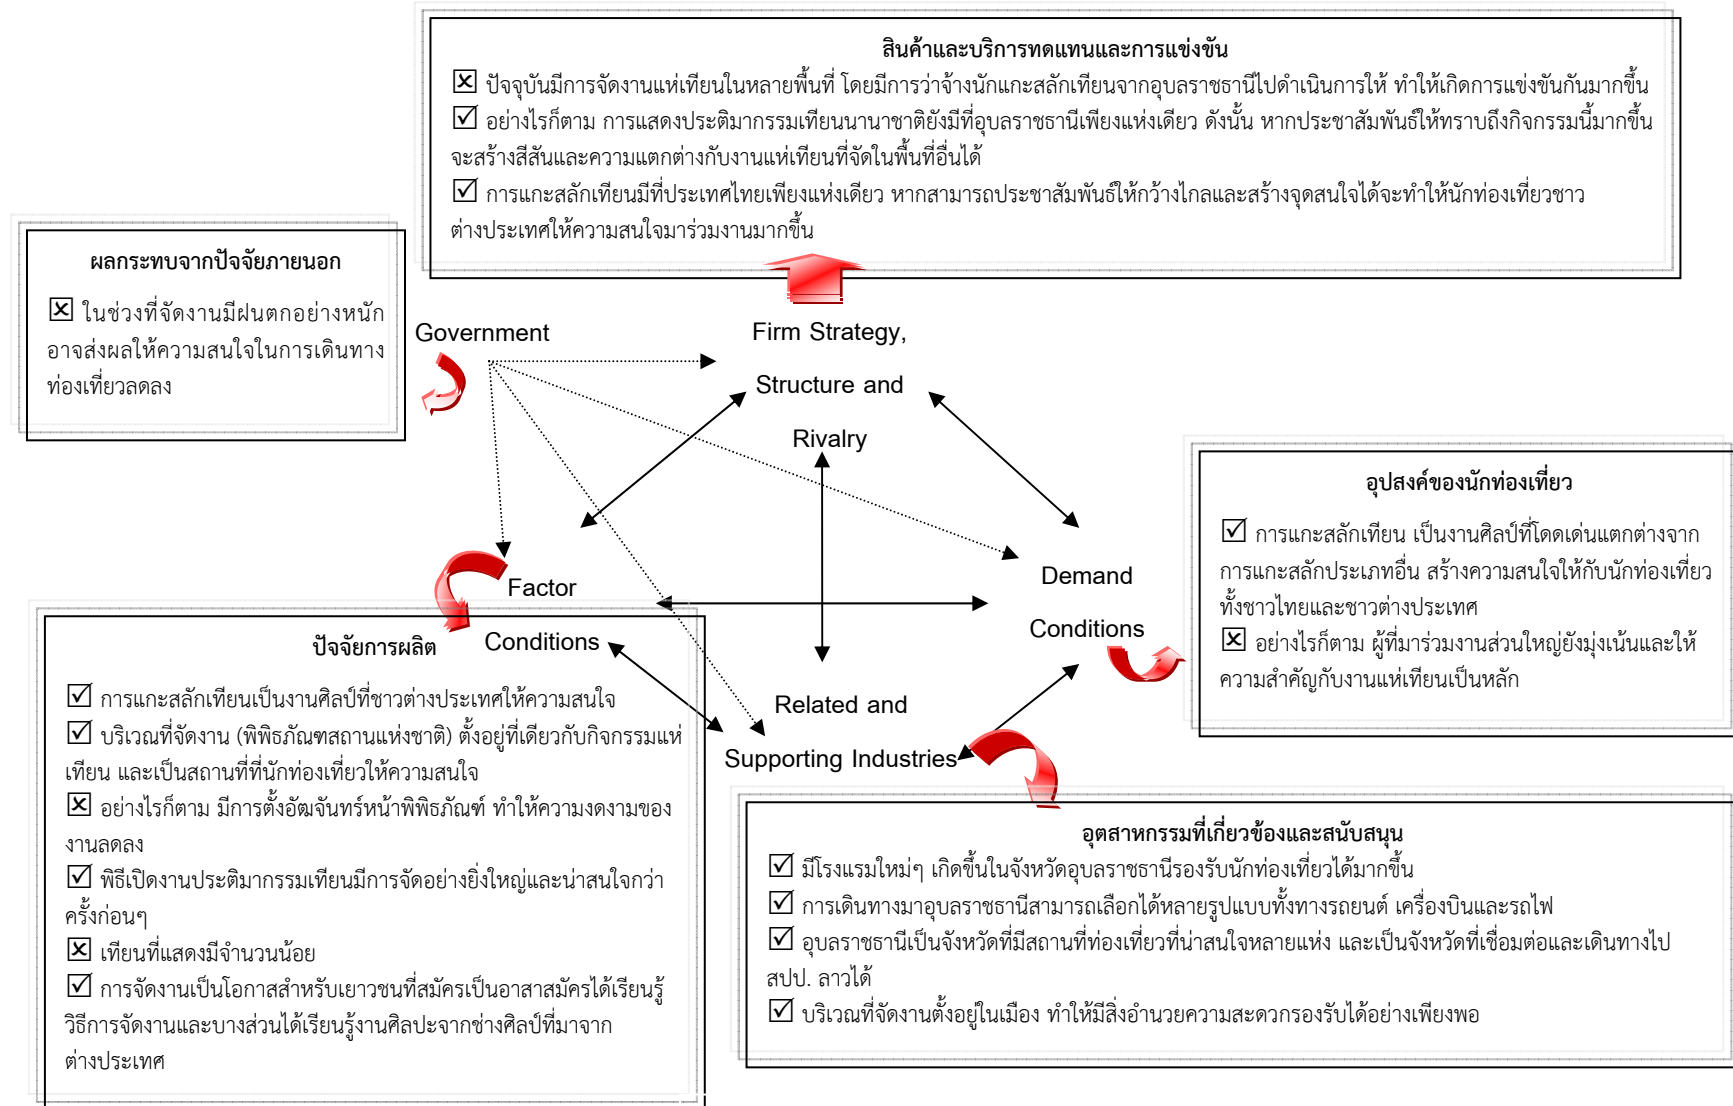 สินค้าและบริการทดแทนและการแข่งขัน
☒ ปัจจุบันมีการจัดงานแห่เทียนในหลายพื้นที่ โดยมีการว่าจ้างนักแกะสลักเทียนจากอุบลราชธานีไปดำเนินการให้ ทำให้เกิดการแข่งขันกันมากขึ้น
☑ อย่างไรก็ตาม การแสดงประติมากรรมเทียนนานาชาติยังมีที่อุบลราชธานีเพียงแห่งเดียว ดังนั้น หากประชาสัมพันธ์ให้ทราบถึงกิจกรรมนี้มากขึ้น
จะสร้างสีสันและความแตกต่างกับงานแห่เทียนที่จัดในพื้นที่อื่นได้
☑ การแกะสลักเทียนมีที่ประเทศไทยเพียงแห่งเดียว หากสามารถประชาสัมพันธ์ให้กว้างไกลและสร้างจุดสนใจได้จะทำให้นักท่องเที่ยวชาว
ต่างประเทศให้ความสนใจมาร่วมงานมากขึ้น
ผลกระทบจากปัจจัยภายนอก
☒ ในช่วงที่จัดงานมีฝนตกอย่างหนัก
อาจส่งผลให้ความสนใจในการเดินทาง
ท่องเที่ยวลดลง
Government
Firm Strategy,
Structure and
Rivalry
Factor
Conditions
Demand
Conditions
Related and
Supporting Industries
อุปสงค์ของนักท่องเที่ยว
☑ การแกะสลักเทียน เป็นงานศิลป์ที่โดดเด่นแตกต่างจาก
การแกะสลักประเภทอื่น สร้างความสนใจให้กับนักท่องเที่ยว
ทั้งชาวไทยและชาวต่างประเทศ
☒ อย่างไรก็ตาม ผู้ที่มาร่วมงานส่วนใหญ่ยังมุ่งเน้นและให้
ความสำคัญกับงานแห่เทียนเป็นหลัก
ปัจจัยการผลิต
☑ การแกะสลักเทียนเป็นงานศิลป์ที่ชาวต่างประเทศให้ความสนใจ
☑ บริเวณที่จัดงาน (พิพิธภัณฑสถานแห่งชาติ) ตั้งอยู่ที่เดียวกับกิจกรรมแห่
เทียน และเป็นสถานที่ที่นักท่องเที่ยวให้ความสนใจ
☒ อย่างไรก็ตาม มีการตั้งอัฒจันทร์หน้าพิพิธภัณฑ์ ทำให้ความงดงามของ
งานลดลง
☑ พิธีเปิดงานประติมากรรมเทียนมีการจัดอย่างยิ่งใหญ่และน่าสนใจกว่า
ครั้งก่อนๆ
☒ เทียนที่แสดงมีจำนวนน้อย
☑ การจัดงานเป็นโอกาสสำหรับเยาวชนที่สมัครเป็นอาสาสมัครได้เรียนรู้
วิธีการจัดงานและบางส่วนได้เรียนรู้งานศิลปะจากช่างศิลป์ที่มาจาก
ต่างประเทศ
อุตสาหกรรมที่เกี่ยวข้องและสนับสนุน
☑ มีโรงแรมใหม่ๆ เกิดขึ้นในจังหวัดอุบลราชธานีรองรับนักท่องเที่ยวได้มากขึ้น
☑ การเดินทางมาอุบลราชธานีสามารถเลือกได้หลายรูปแบบทั้งทางรถยนต์ เครื่องบินและรถไฟ
☑ อุบลราชธานีเป็นจังหวัดที่มีสถานที่ท่องเที่ยวที่น่าสนใจหลายแห่ง และเป็นจังหวัดที่เชื่อมต่อและเดินทางไป
สปป. ลาวได้
☑ บริเวณที่จัดงานตั้งอยู่ในเมือง ทำให้มีสิ่งอำนวยความสะดวกรองรับได้อย่างเพียงพอ